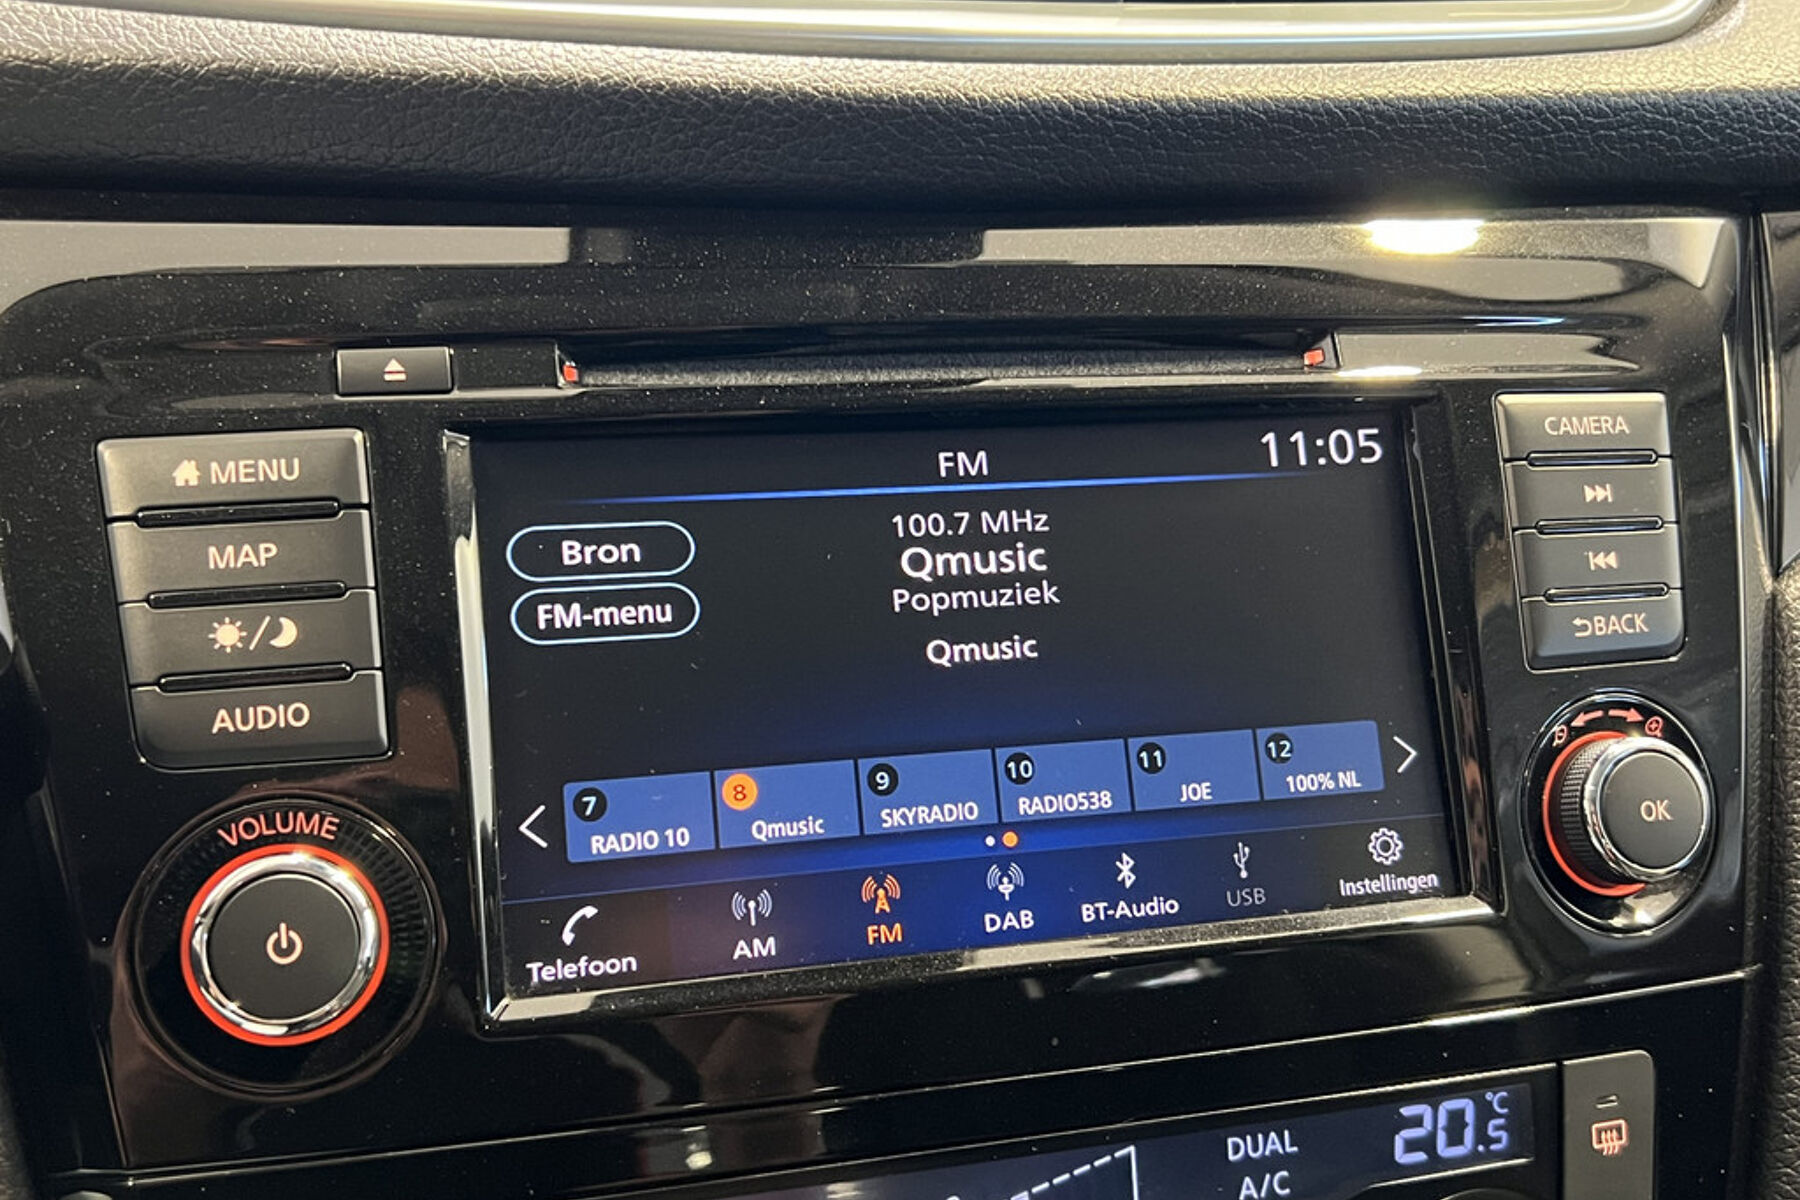 MENU
MAP
AUDIO
VOLUME
FM
11:05
Bron
FM-menu
100.7 MHz
Qmusic
Popmuziek
Qmusic
7
RADIO 10
8
Qmusic
9
SKYRADIO
10
RADIO538
11
JOE
12
100% NL
Telefoon
AM
FM
DAB
BT-Audio
USB
Instellingen
CAMERA
BACK
OK
DUAL
A/C
20.5 °C